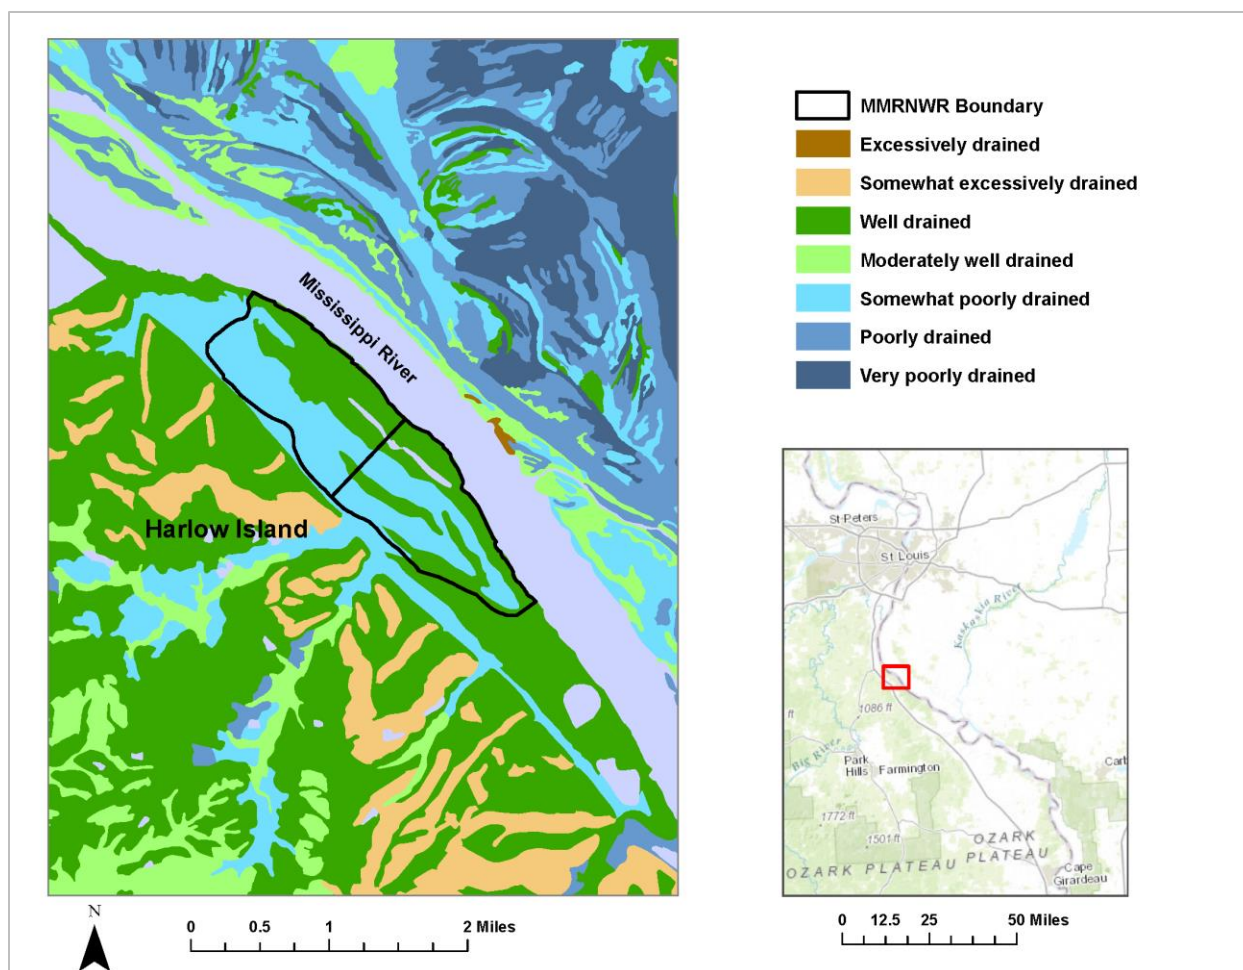 Mississippi River
Harlow Island
MMRNWR Boundary
Excessively drained
Somewhat excessively drained
Well drained
Moderately well drained
Somewhat poorly drained
Poorly drained
Very poorly drained
St Peters
St Louis
Kaskaskia River
1086 ft
ft
Big River
Park
Hills
Farmington
Carb
1772 ft
1501 ft
OZARK
OZARK PLATEAU PLATEAU
Cape
Girardeau
N
0 0.5 1 2 Miles
0 12.5 25 50 Miles